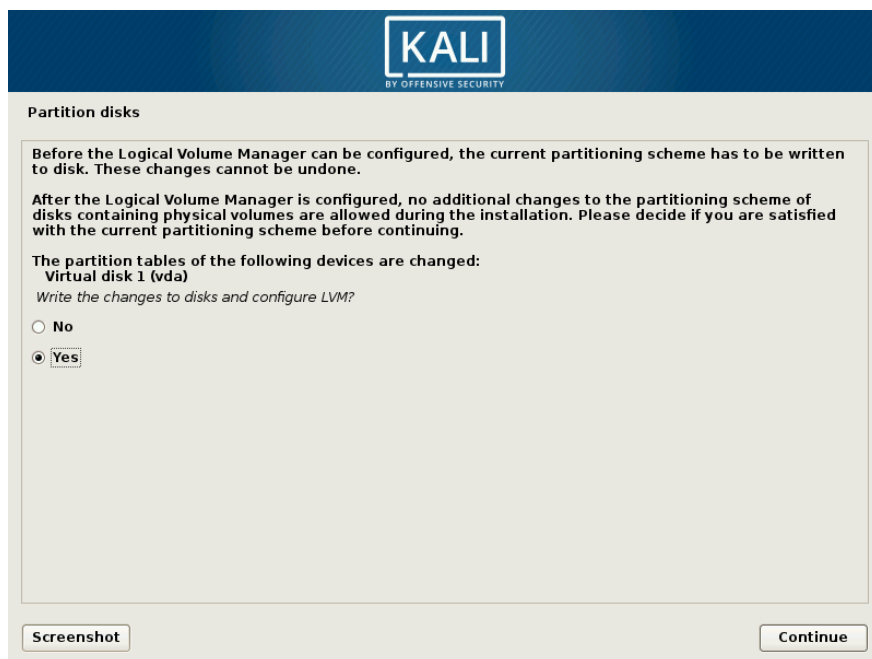 KALI
BY OFFENSIVE SECURITY
Partition disks
Before the Logical Volume Manager can be configured, the current partitioning scheme has to be written
to disk. These changes cannot be undone.
After the Logical Volume Manager is configured, no additional changes to the partitioning scheme of
disks containing physical volumes are allowed during the installation. Please decide if you are satisfied
with the current partitioning scheme before continuing.
The partition tables of the following devices are changed:
Virtual disk 1 (vda)
Write the changes to disks and configure LVM?
No
Yes
Screenshot
Continue